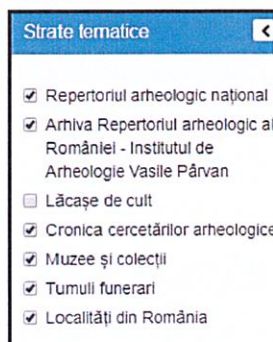 Strate tematice
Repertoriul arheologic național
Arhiva Repertoriul arheologic al
României - Institutul de
Arheologie Vasile Pârvan
Lăcașe de cult
Cronica cercetărilor arheologice
Muzee și colecții
Tumuli funerari
Localități din România